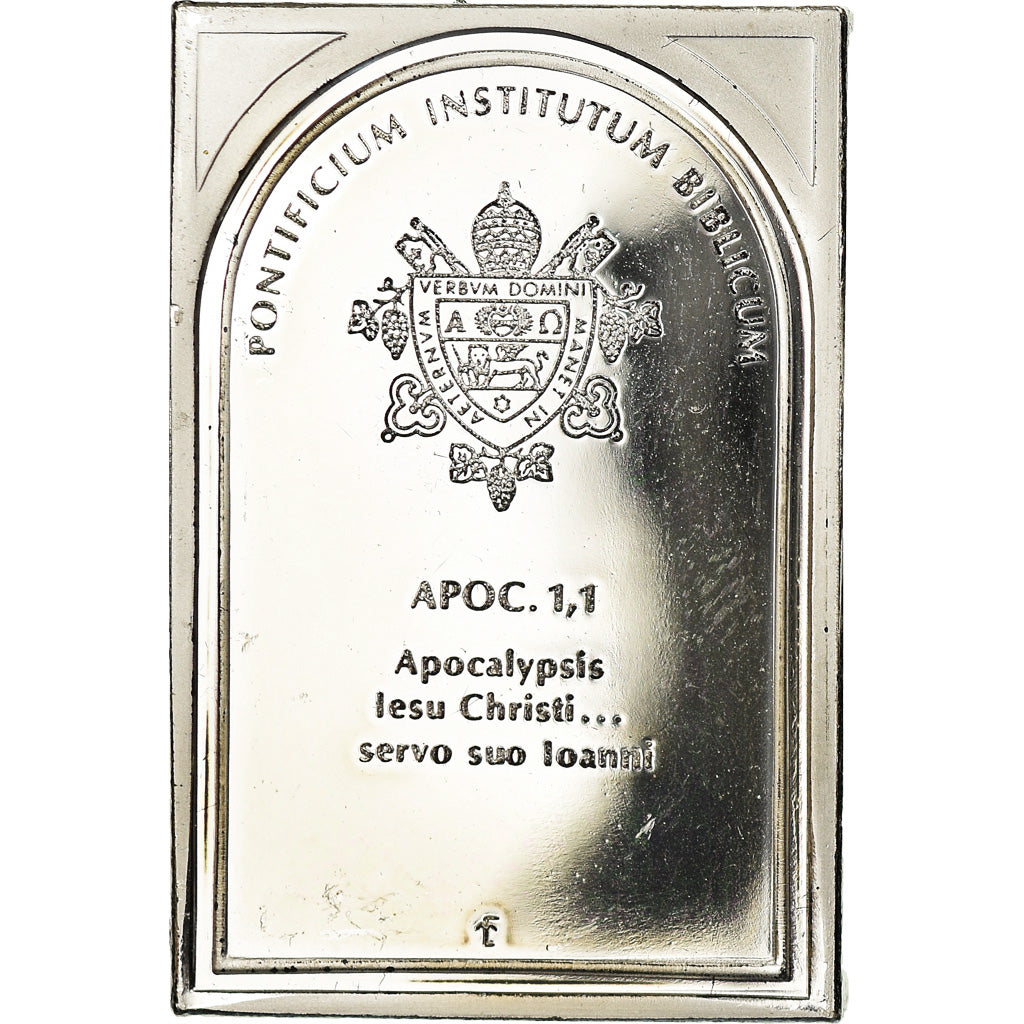 PONTIFICIUM INSTITUTUM BIBLICUM
VERBVM DOMINI
MANET IN
AETERNVM
Α Ω
APOC. 1,1
Apocalypsis
Iesu Christi...
servo suo Ioanni